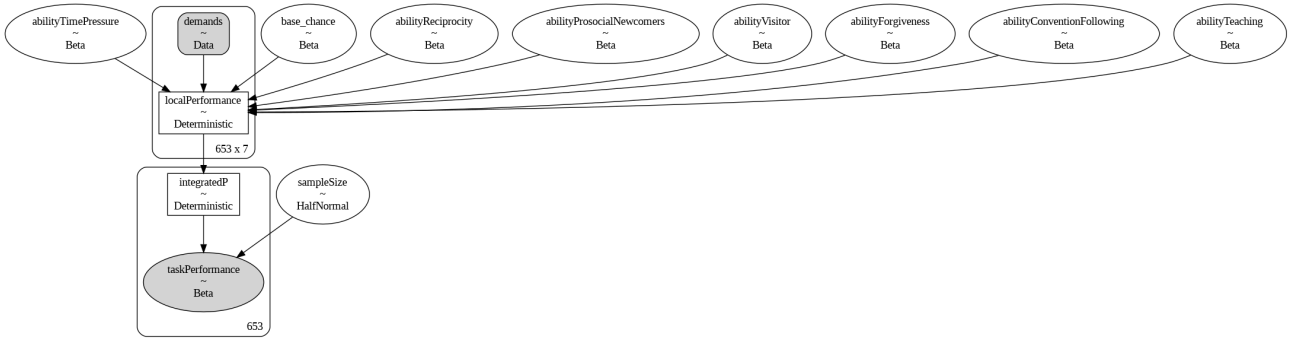 abilityTimePressure
~
Beta
demands
~
Data
base_chance
~
Beta
abilityReciprocity
~
Beta
abilityProsocialNewcomers
~
Beta
abilityVisitor
~
Beta
abilityForgiveness
~
Beta
abilityConventionFollowing
~
Beta
abilityTeaching
~
Beta
localPerformance
~
Deterministic
653 x 7
integratedP
~
Deterministic
sampleSize
~
HalfNormal
taskPerformance
~
Beta
653